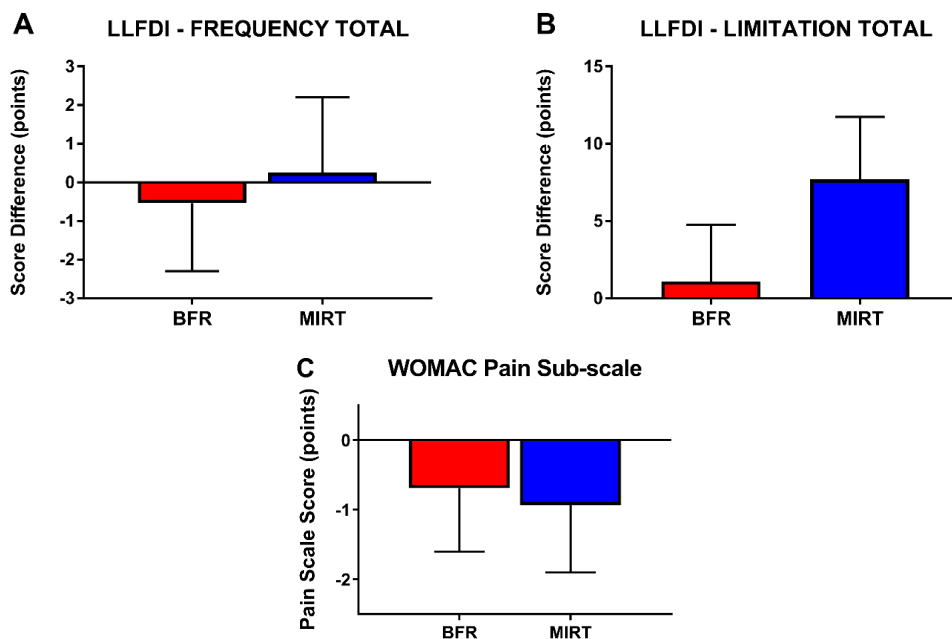 A LLFDI - FREQUENCY TOTAL
Score Difference (points)
3
2
1
0
-1
-2
-3
BFR MIRT
B LLFDI - LIMITATION TOTAL
Score Difference (points)
15
10
5
0
BFR MIRT
C WOMAC Pain Sub-scale
Pain Scale Score (points)
0
-1
-2
BFR MIRT